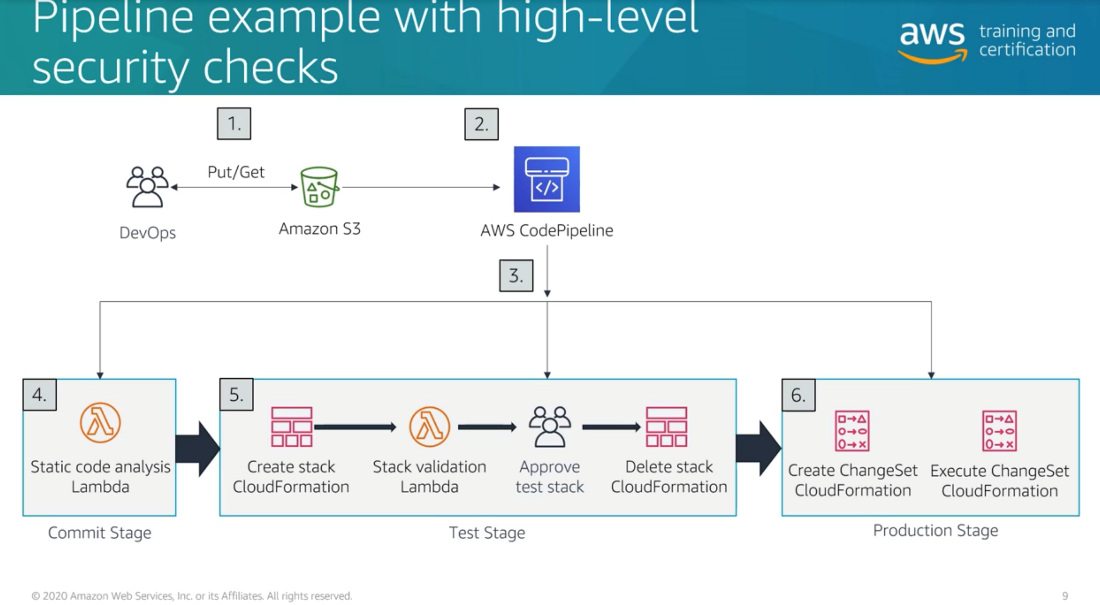 Pipeline example with high-level
security checks
aws
training and
certification
1.
2.
Put/Get
DevOps
Amazon S3
AWS CodePipeline
3.
4.
Static code analysis
Lambda
Commit Stage
5.
Create stack
CloudFormation
Stack validation
Lambda
Approve
test stack
Delete stack
CloudFormation
Test Stage
6.
Create ChangeSet
CloudFormation
Execute ChangeSet
CloudFormation
Production Stage
© 2020 Amazon Web Services, Inc. or its Affiliates. All rights reserved.
9